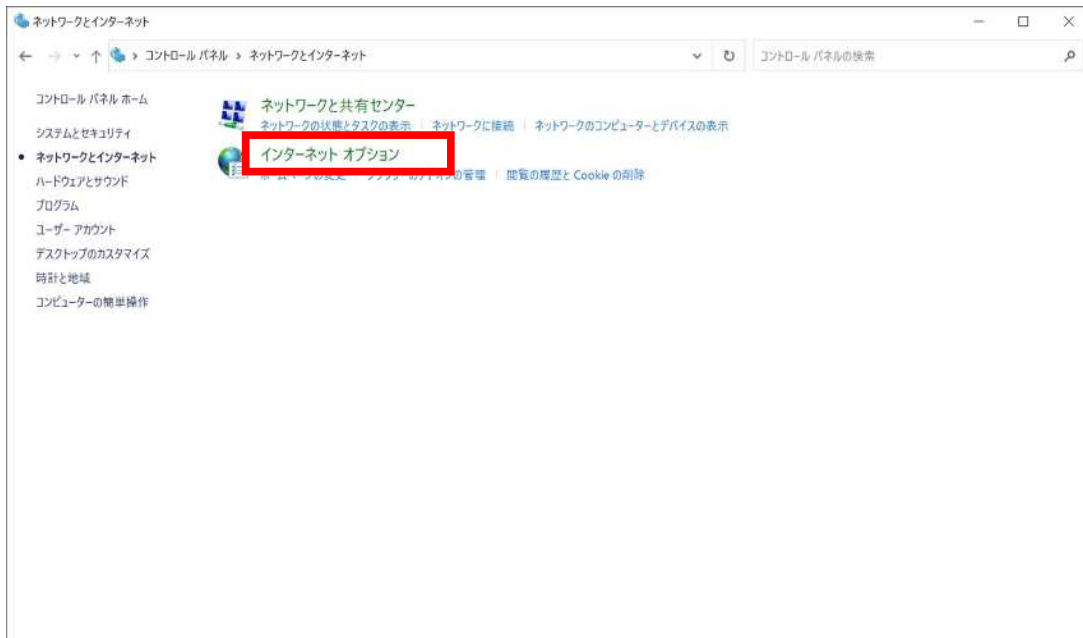 ネットワークとインターネット
コントロール パネル › ネットワークとインターネット
コントロール パネルの検索
コントロール パネル ホーム
システムとセキュリティ
ネットワークとインターネット
ハードウェアとサウンド
プログラム
ユーザー アカウント
デスクトップのカスタマイズ
時計と地域
コンピューターの簡単操作
ネットワークと共有センター
ネットワークの状態とタスクの表示 | ネットワークに接続 | ネットワークのコンピューターとデバイスの表示
インターネット オプション
の管理 | 閲覧の履歴と Cookie の削除